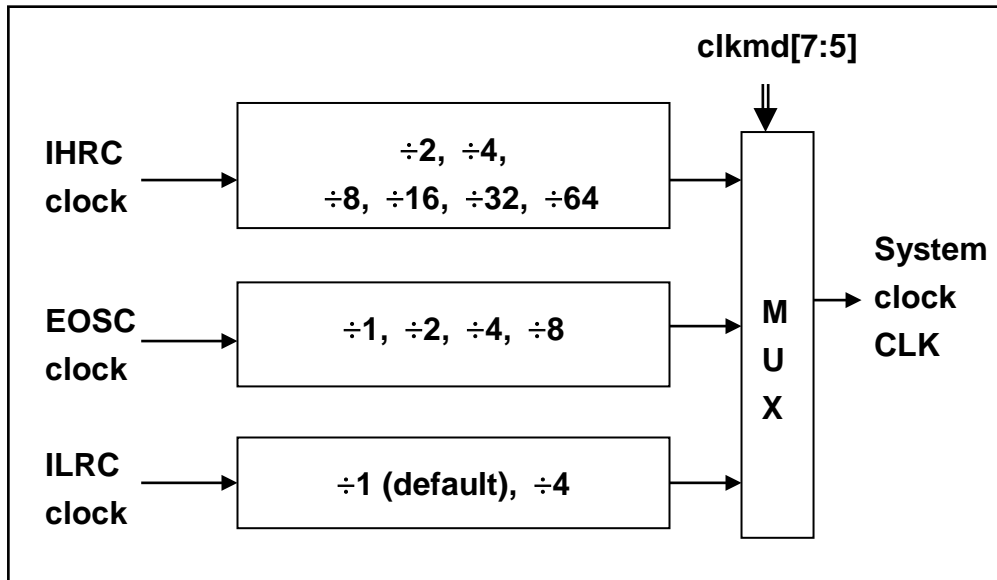 clkmd[7:5]
IHRC
clock
÷2, ÷4,
÷8, ÷16, ÷32, ÷64
EOSC
clock
÷1, ÷2, ÷4, ÷8
ILRC
clock
÷1 (default), ÷4
M
U
X
System
clock
CLK